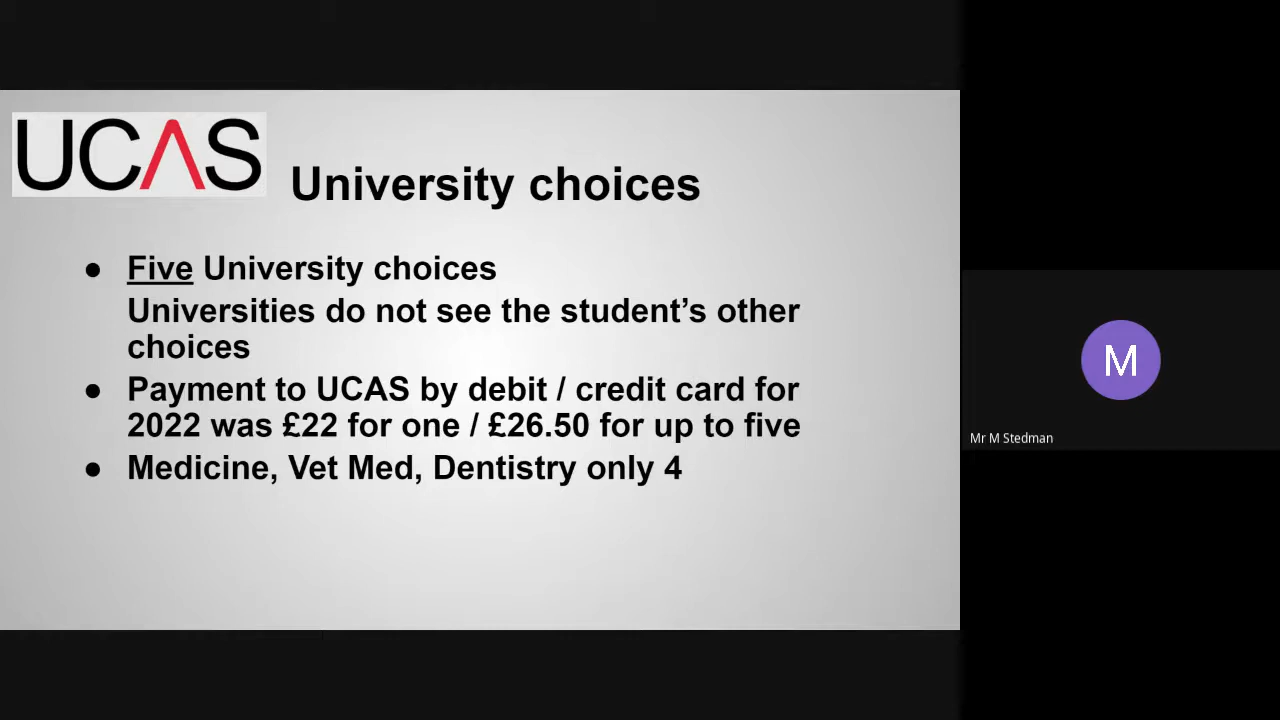 UCAS
University choices
● Five University choices
Universities do not see the student’s other
choices
● Payment to UCAS by debit / credit card for
2022 was £22 for one / £26.50 for up to five
● Medicine, Vet Med, Dentistry only 4
M
Mr M Stedman